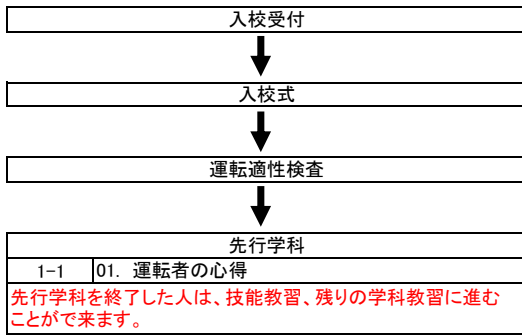 入校受付
入校式
運転適性検査
先行学科
1-1 01. 運転者の心得
先行学科を終了した人は、技能教習、残りの学科教習に進む
ことがで来ます。